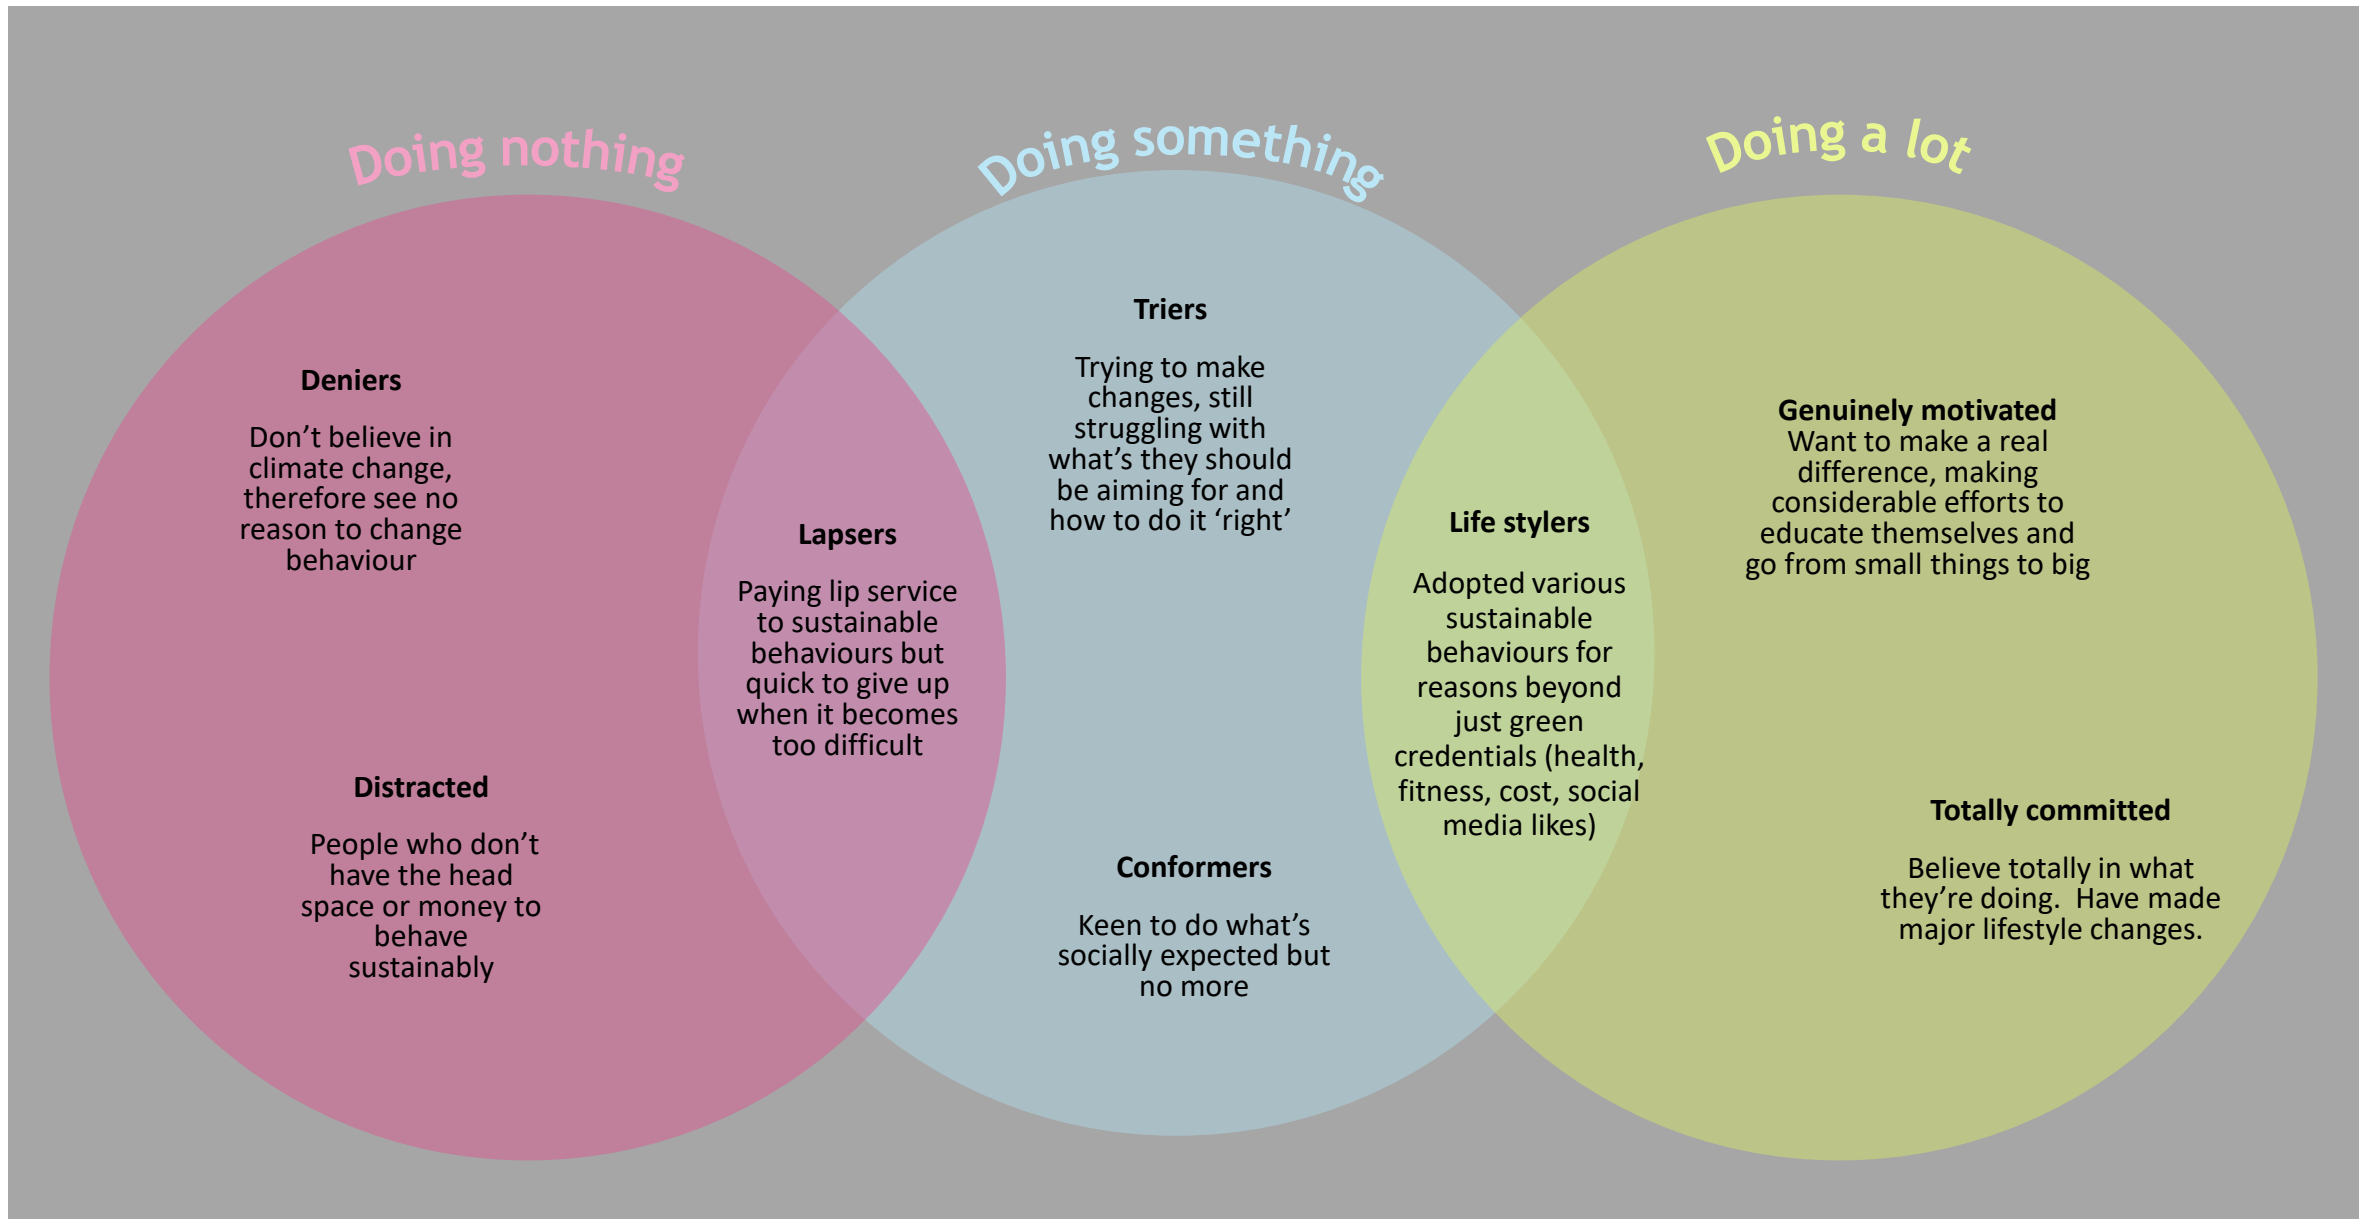 Doing nothing
Deniers
Don’t believe in
climate change,
therefore see no
reason to change
behaviour
Distracted
People who don’t
have the head
space or money to
behave
sustainably
Lapsers
Paying lip service
to sustainable
behaviours but
quick to give up
when it becomes
too difficult
Doing something
Triers
Trying to make
changes, still
struggling with
what’s they should
be aiming for and
how to do it ‘right’
Conformers
Keen to do what’s
socially expected but
no more
Life stylers
Adopted various
sustainable
behaviours for
reasons beyond
just green
credentials (health,
fitness, cost, social
media likes)
Doing a lot
Genuinely motivated
Want to make a real
difference, making
considerable efforts to
educate themselves and
go from small things to big
Totally committed
Believe totally in what
they’re doing.  Have made
major lifestyle changes.